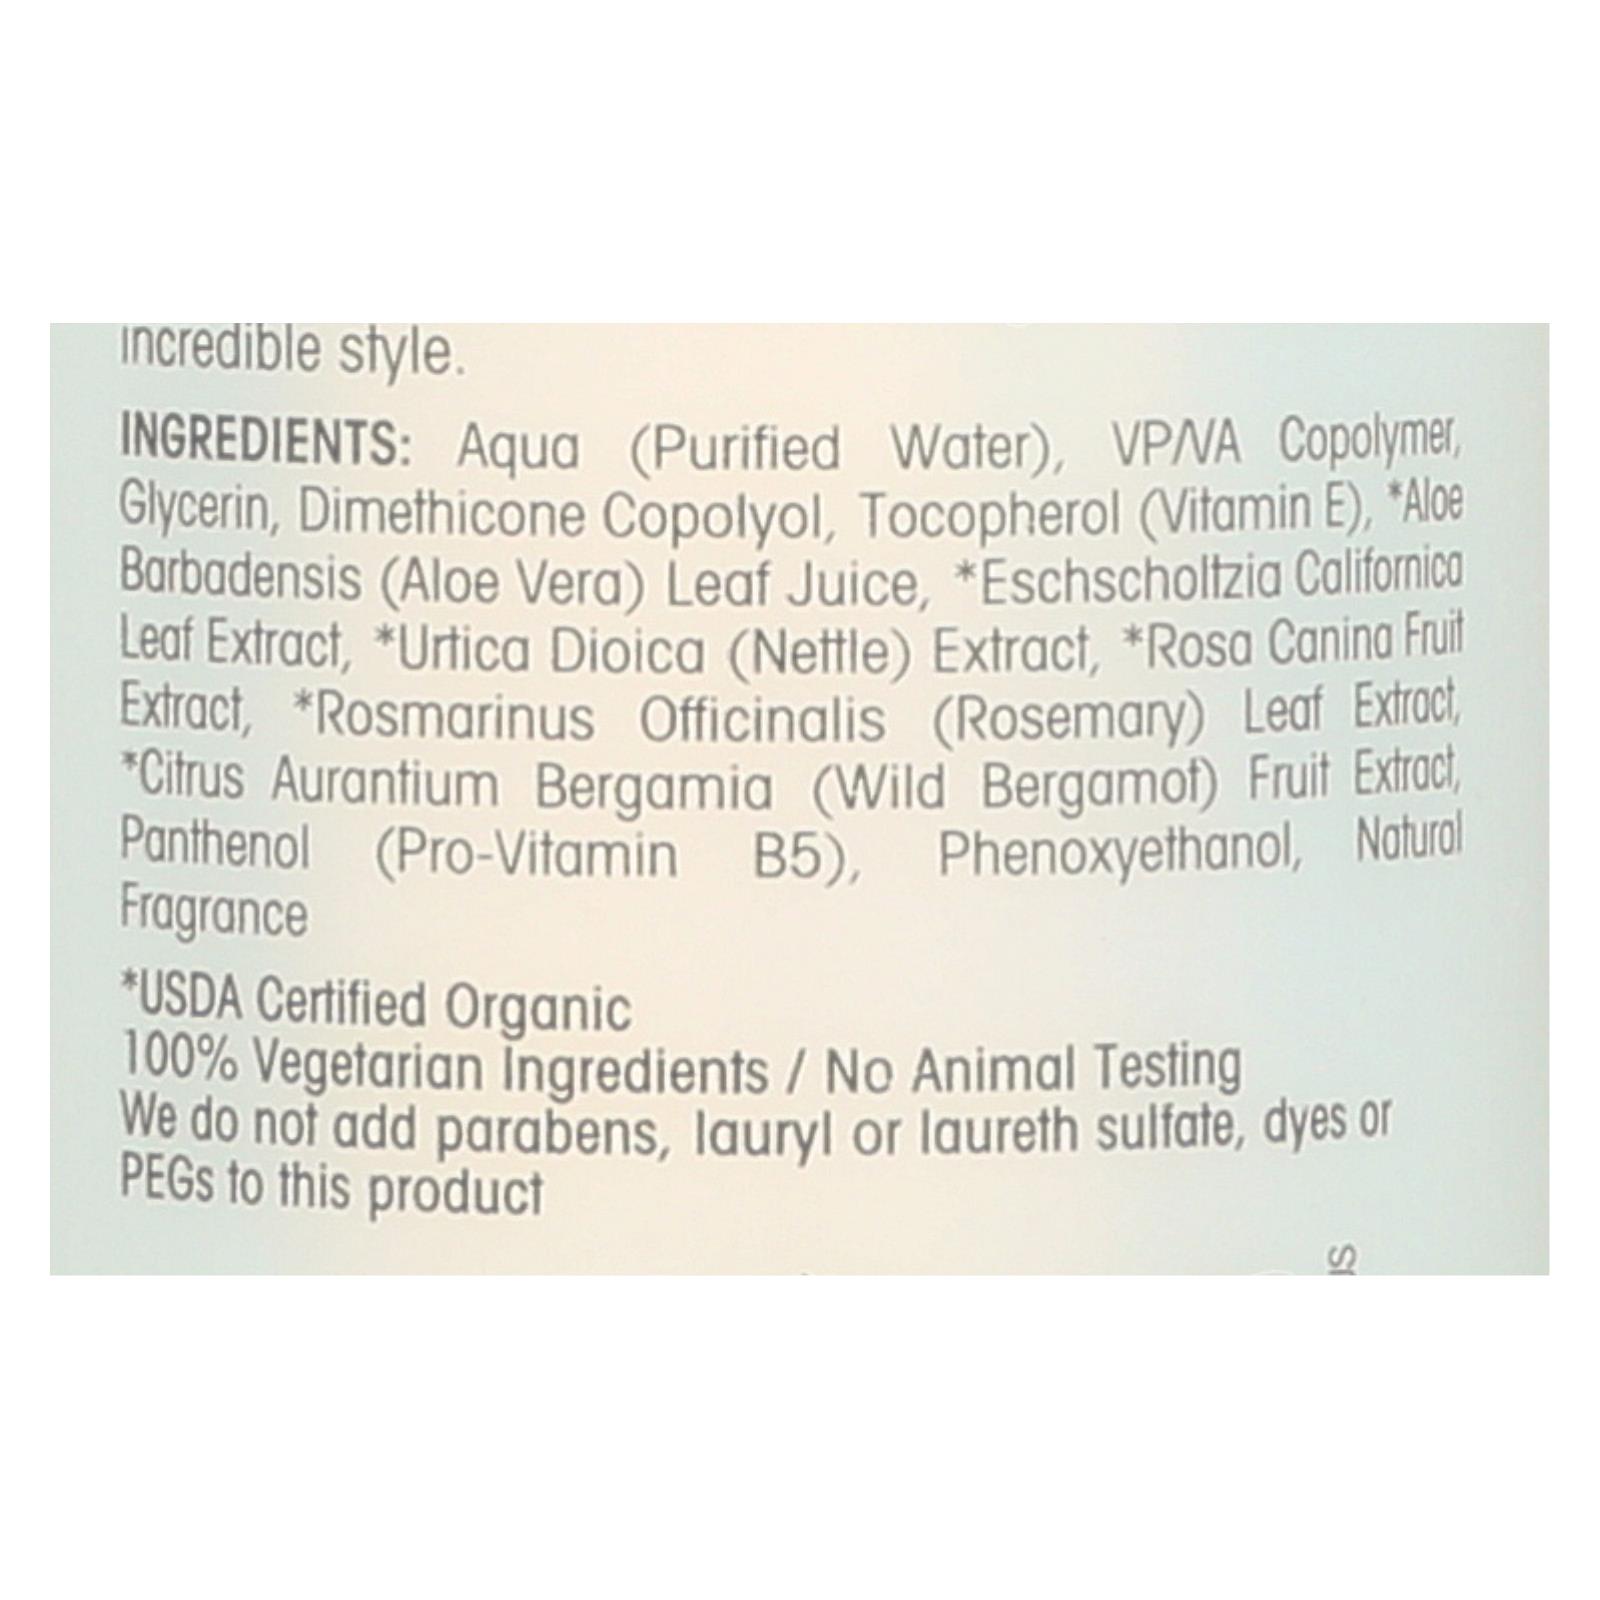 incredible style.
INGREDIENTS: Aqua (Purified Water), VP/VA Copolymer,
Glycerin, Dimethicone Copolyol, Tocopherol (Vitamin E), *Aloe
Barbadensis (Aloe Vera) Leaf Juice, *Eschscholtzia Californica
Leaf Extract, *Urtica Dioica (Nettle) Extract, *Rosa Canina Fruit
Extract, *Rosmarinus Officinalis (Rosemary) Leaf Extract,
*Citrus Aurantium Bergamia (Wild Bergamot) Fruit Extract,
Panthenol (Pro-Vitamin B5), Phenoxyethanol, Natural
Fragrance
*USDA Certified Organic
100% Vegetarian Ingredients / No Animal Testing
We do not add parabens, lauryl or laureth sulfate, dyes or
PEGs to this product